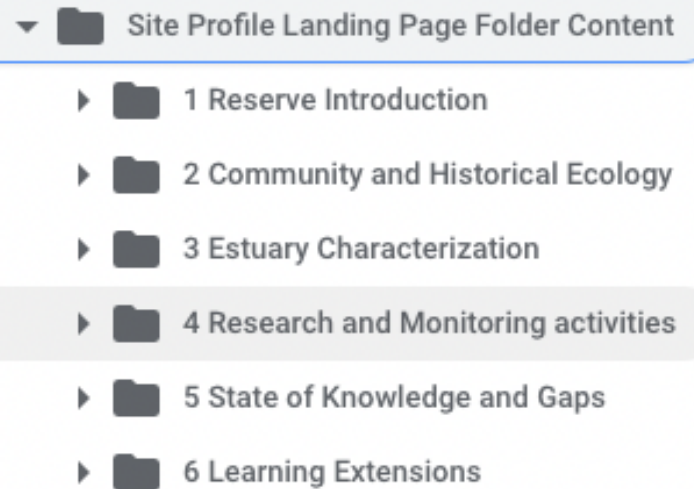 Site Profile Landing Page Folder Content
1 Reserve Introduction
2 Community and Historical Ecology
3 Estuary Characterization
4 Research and Monitoring activities
5 State of Knowledge and Gaps
6 Learning Extensions